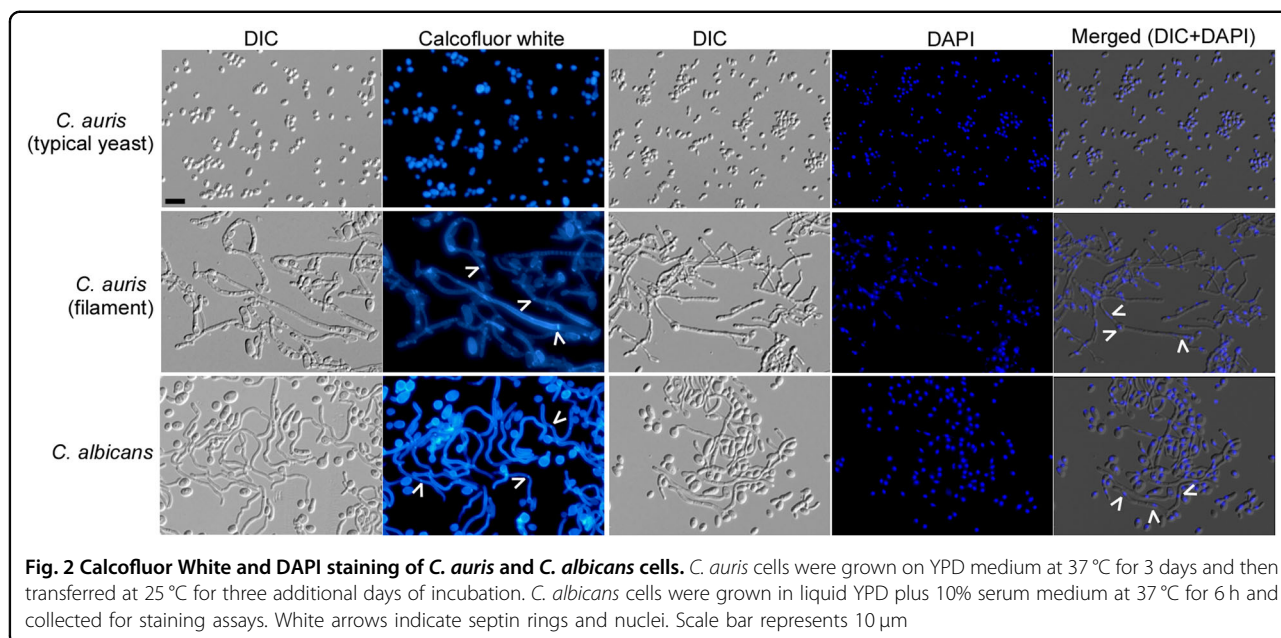 DIC Calcofluor white DIC DAPI Merged (DIC+DAPI)
C. auris
(typical yeast)
C. auris
(filament)
C. albicans
Fig. 2 Calcofluor White and DAPI staining of C. auris and C. albicans cells. C. auris cells were grown on YPD medium at 37 °C for 3 days and then
transferred at 25 °C for three additional days of incubation. C. albicans cells were grown in liquid YPD plus 10% serum medium at 37 °C for 6 h and
collected for staining assays. White arrows indicate septin rings and nuclei. Scale bar represents 10 μm